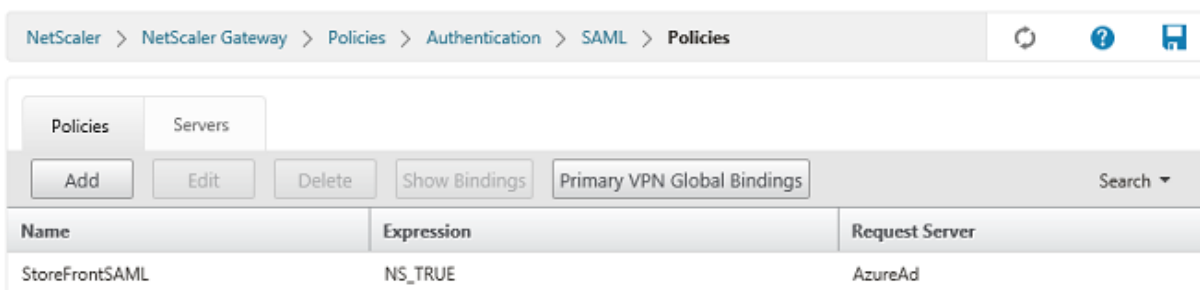 NetScaler > NetScaler Gateway > Policies > Authentication > SAML > Policies
Policies Servers
Add Edit Delete Show Bindings Primary VPN Global Bindings Search
Name Expression Request Server
StoreFrontSAML NS_TRUE AzureAd